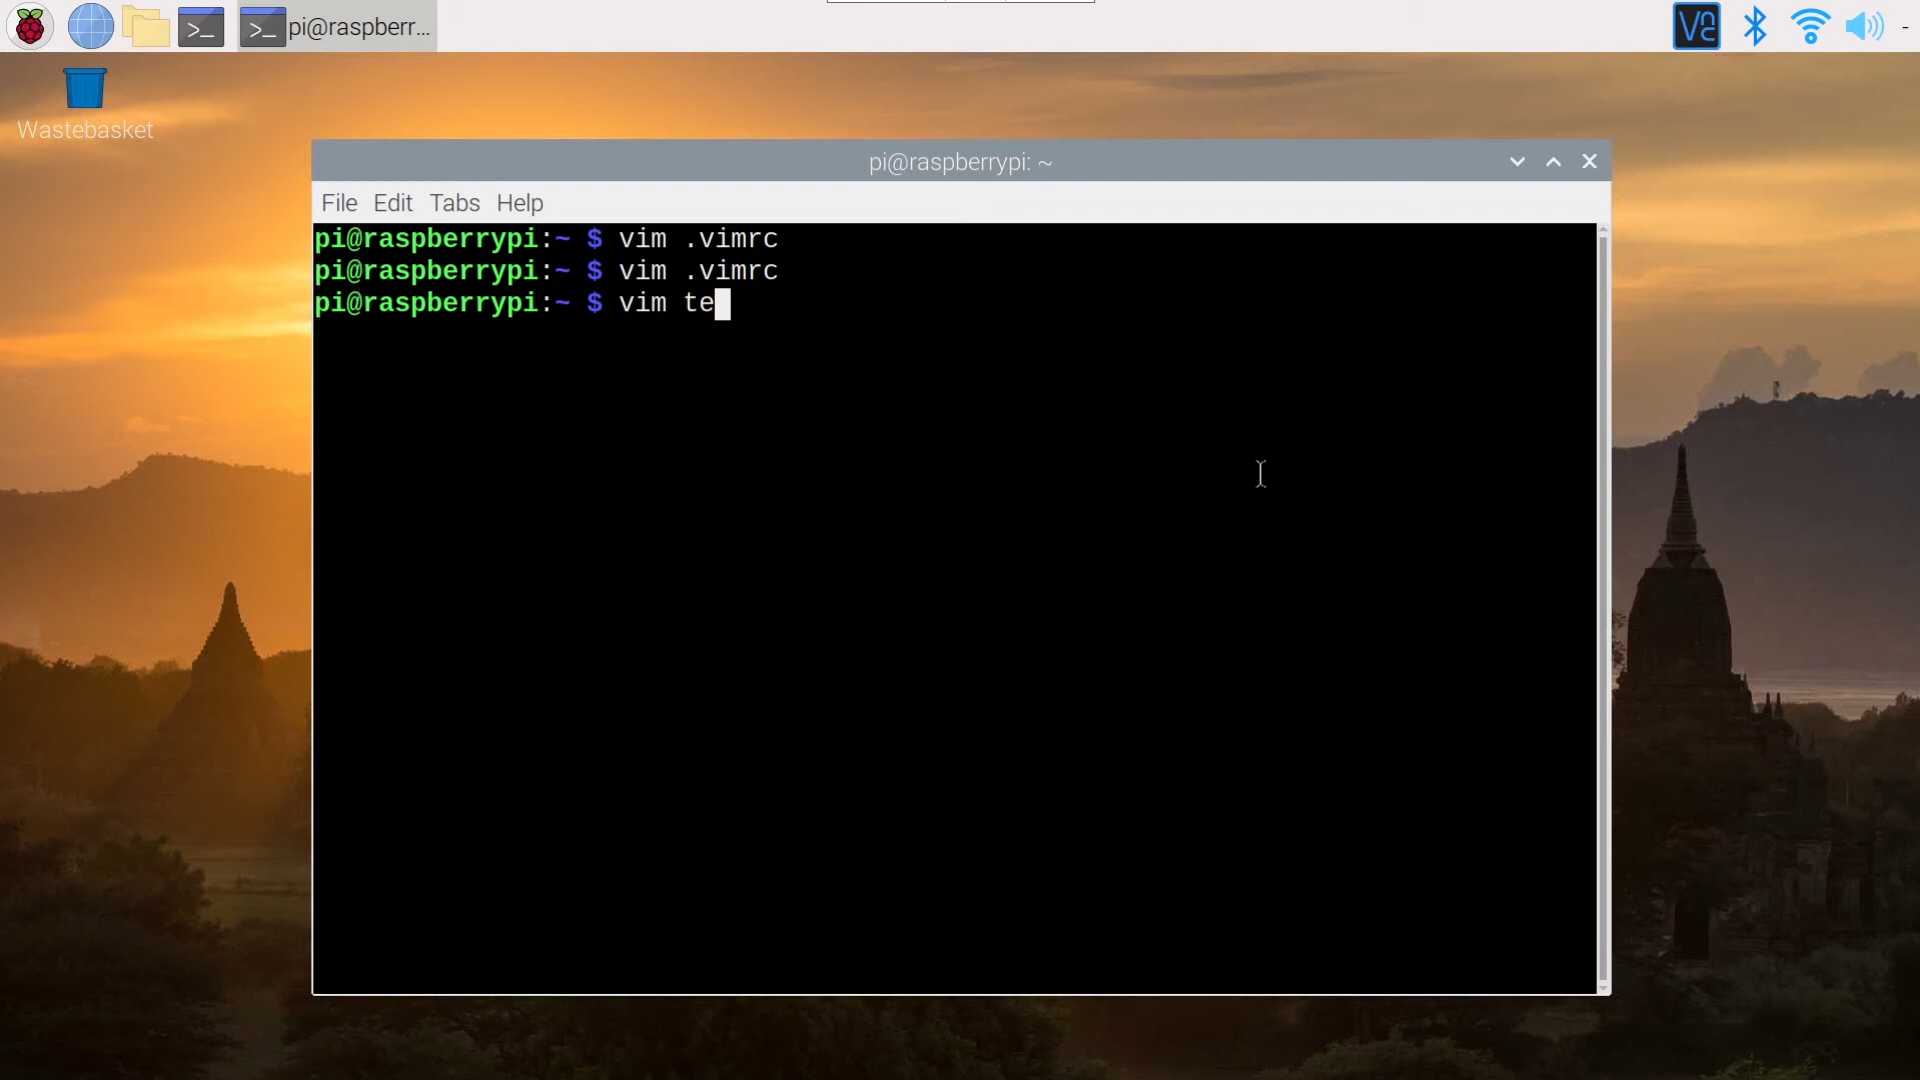 >_
>_ pi@raspberr...
VNC
-
Wastebasket
pi@raspberrypi: ~
File Edit Tabs Help
pi@raspberrypi:~ $ vim .vimrc
pi@raspberrypi:~ $ vim .vimrc
pi@raspberrypi:~ $ vim te